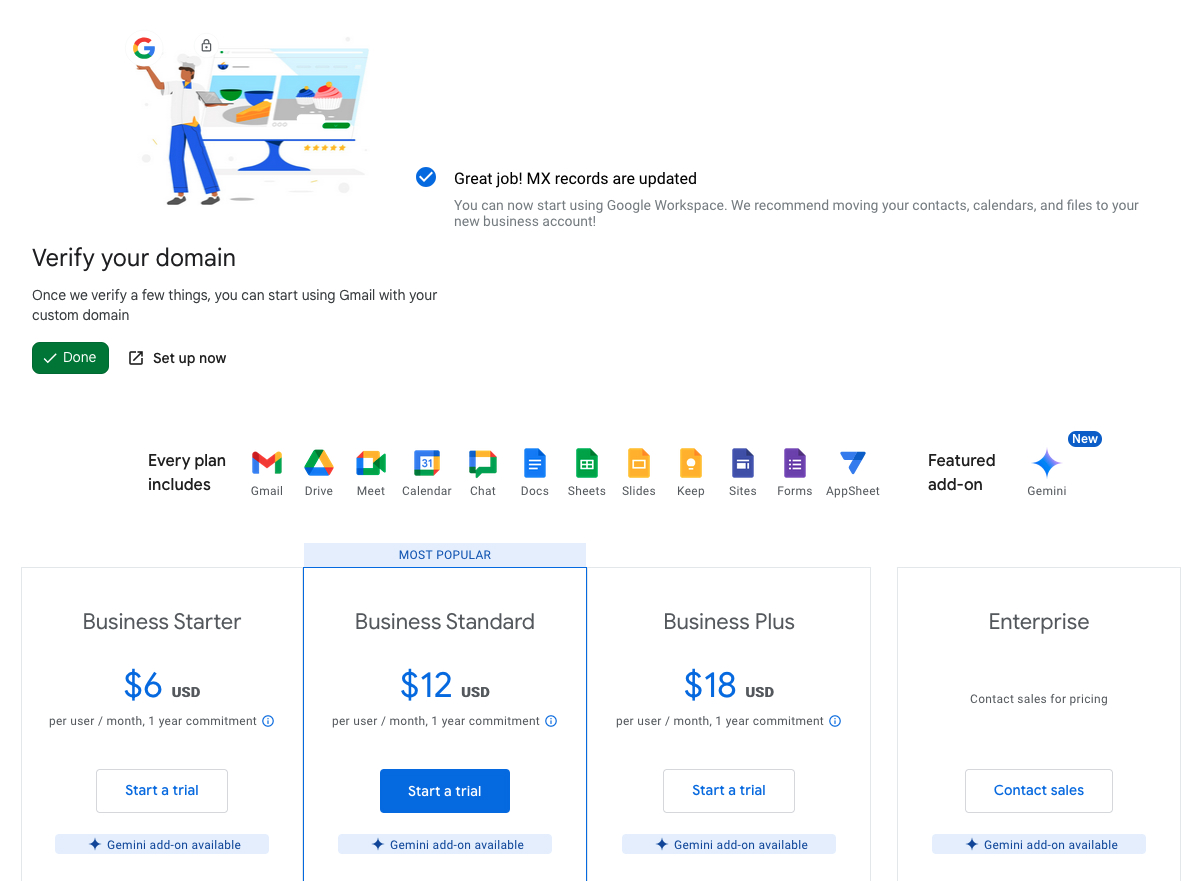 Great job! MX records are updated
You can now start using Google Workspace. We recommend moving your contacts, calendars, and files to your
new business account!
Verify your domain
Once we verify a few things, you can start using Gmail with your
custom domain
Done
Set up now
Every plan
includes
Gmail
Drive
31
Meet
Calendar
Chat
Docs
Sheets
Slides
Keep
Sites
Forms
AppSheet
Featured
add-on
New
Gemini
MOST POPULAR
Business Starter
$6 USD
per user / month, 1 year commitment
Start a trial
Gemini add-on available
Business Standard
$12 USD
per user / month, 1 year commitment
Start a trial
Gemini add-on available
Business Plus
$18 USD
per user / month, 1 year commitment
Start a trial
Gemini add-on available
Enterprise
Contact sales for pricing
Contact sales
Gemini add-on available